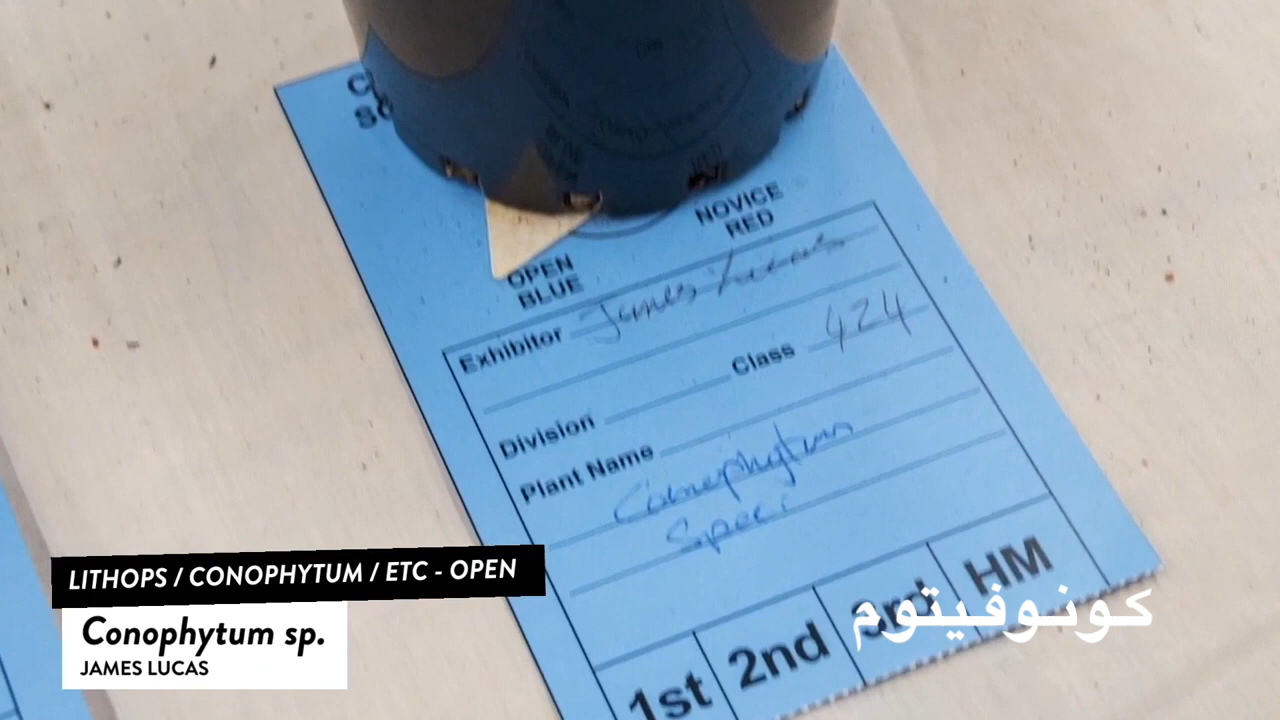 NOVICE
RED
OPEN
BLUE
Exhibitor James Lucas
Class 424
Division
Plant Name
Conophytum
Speci
1st 2nd 3rd HM
كونوفيتوم
LITHOPS / CONOPHYTUM / ETC - OPEN
Conophytum sp.
JAMES LUCAS